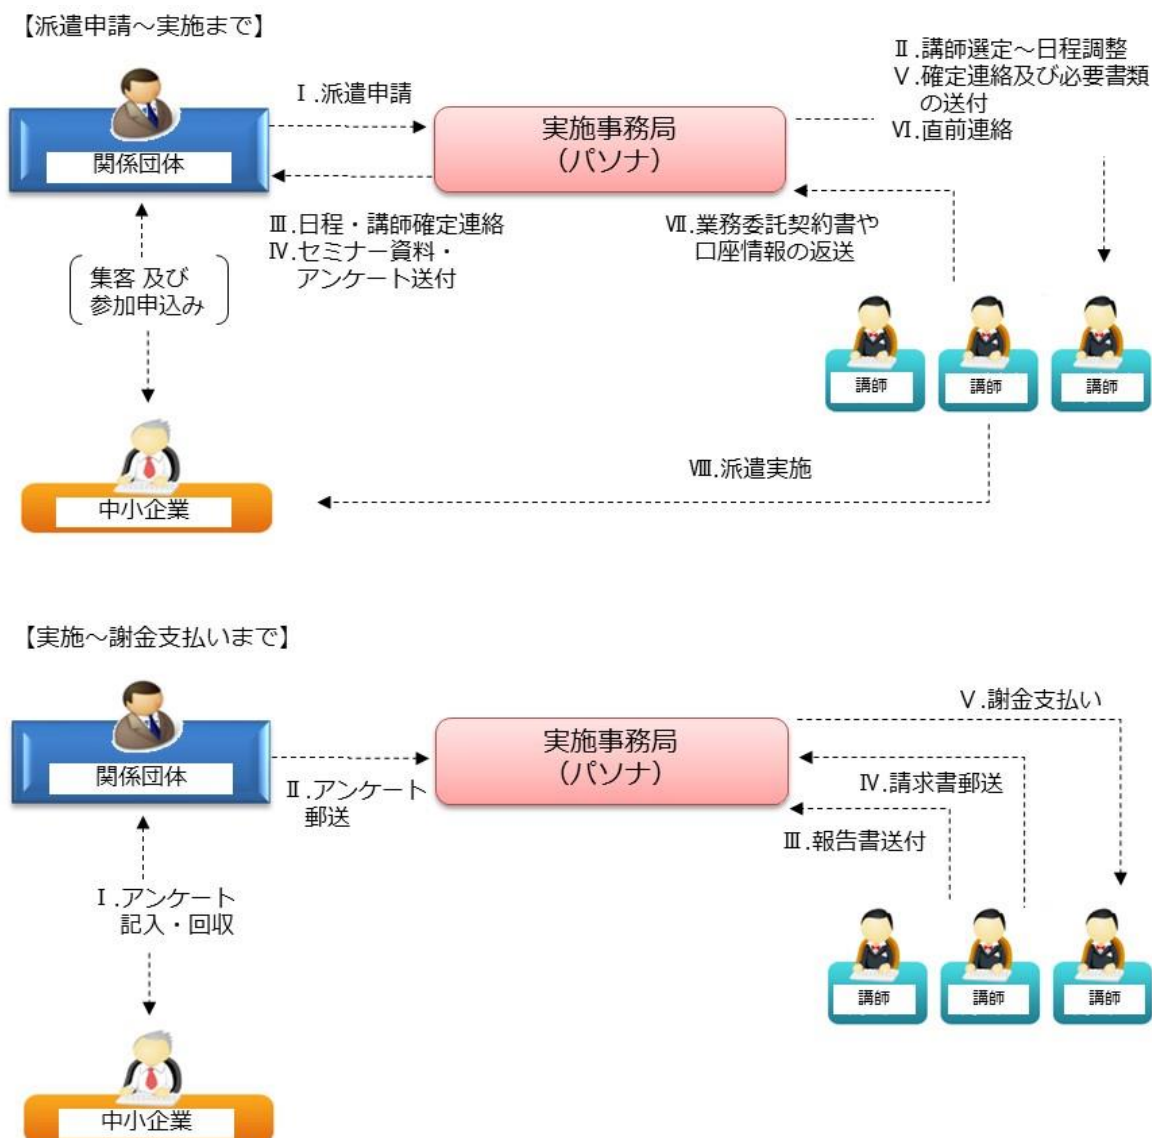 【派遣申請～実施まで】
関係団体
Ⅰ.派遣申請
実施事務局
（パソナ）
Ⅱ.講師選定～日程調整
Ⅴ.確定連絡及び必要書類
の送付
Ⅵ.直前連絡
Ⅲ.日程・講師確定連絡
Ⅳ.セミナー資料・
アンケート送付
Ⅶ.業務委託契約書や
口座情報の返送
集客 及び
参加申込み
講師
講師
講師
Ⅷ.派遣実施
中小企業
【実施～謝金支払いまで】
関係団体
Ⅱ.アンケート
郵送
実施事務局
（パソナ）
Ⅴ.謝金支払い
Ⅳ.請求書郵送
Ⅲ.報告書送付
Ⅰ.アンケート
記入・回収
講師
講師
講師
中小企業